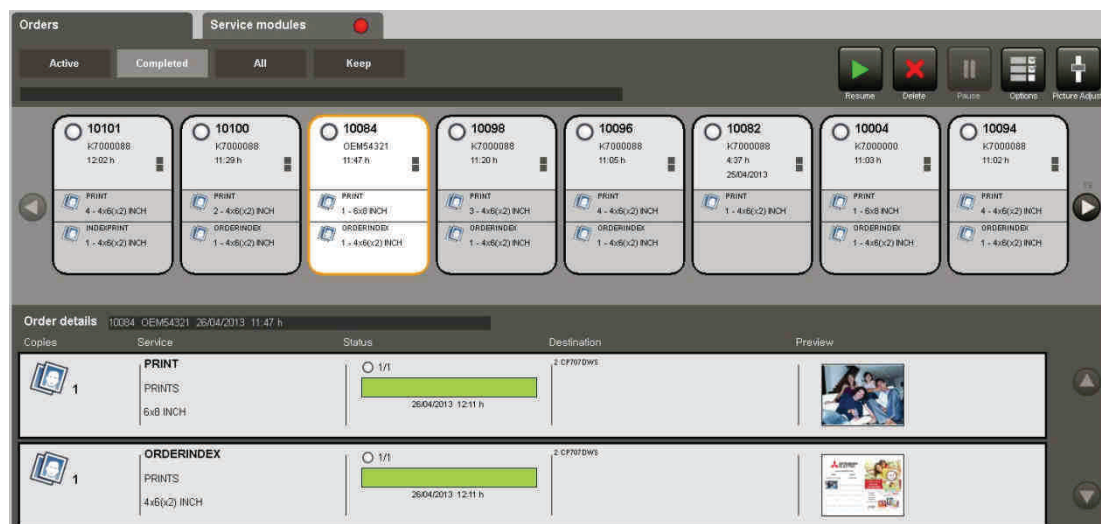 Orders
Service modules
Active
Completed
All
Keep
Resume
Delete
Pause
Options
Picture Adjus
10101
K7000088
12:02 h
PRINT
4 - 4x6(x2) INCH
INDEXPRINT
1 - 4x6(x2) INCH
10100
K7000088
11:29 h
PRINT
2 - 4x6(x2) INCH
ORDERINDEX
1 - 4x6(x2) INCH
10084
OEM54321
11:47 h
PRINT
1 - 6x8 INCH
ORDERINDEX
1 - 4x6(x2) INCH
10098
K7000088
11:20 h
PRINT
3 - 4x6(x2) INCH
ORDERINDEX
1 - 4x6(x2) INCH
10096
K7000088
11:05 h
PRINT
4 - 4x6(x2) INCH
ORDERINDEX
1 - 4x6(x2) INCH
10082
K7000088
4:37 h
25/04/2013
PRINT
1 - 4x6(x2) INCH
10004
K7000000
11:03 h
PRINT
1 - 6x8 INCH
ORDERINDEX
1 - 4x6(x2) INCH
10094
K7000088
11:02 h
PRINT
4 - 4x6(x2) INCH
ORDERINDEX
1 - 4x6(x2) INCH
Order details 10084 OEM54321 26/04/2013 11:47 h
Copies Service Status Destination Preview
1
PRINT
PRINTS
6x8 INCH
1/1
26/04/2013 12:11 h
2 CP707DWS
1
ORDERINDEX
PRINTS
4x6(x2) INCH
1/1
26/04/2013 12:11 h
2 CP707DWS